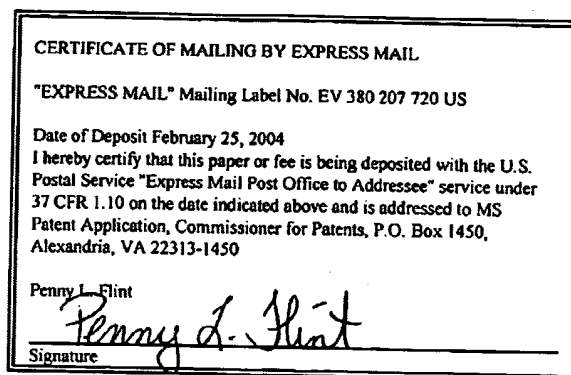 CERTIFICATE OF MAILING BY EXPRESS MAIL
"EXPRESS MAIL" Mailing Label No. EV 380 207 720 US
Date of Deposit February 25, 2004
I hereby certify that this paper or fee is being deposited with the U.S.
Postal Service "Express Mail Post Office to Addressee" service under
37 CFR 1.10 on the date indicated above and is addressed to MS
Patent Application, Commissioner for Patents, P.O. Box 1450,
Alexandria, VA 22313-1450
Penny L. Flint
Penny L. Flint
Signature